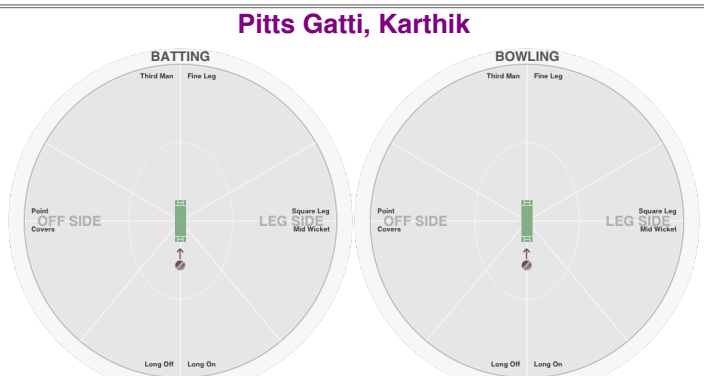 Pitts Gatti, Karthik
BATTING
Third Man Fine Leg
Point
OFF SIDE
Covers
Square Leg
LEG SIDE
Mid Wicket
Long Off Long On
BOWLING
Third Man Fine Leg
Point
OFF SIDE
Covers
Square Leg
LEG SIDE
Mid Wicket
Long Off Long On